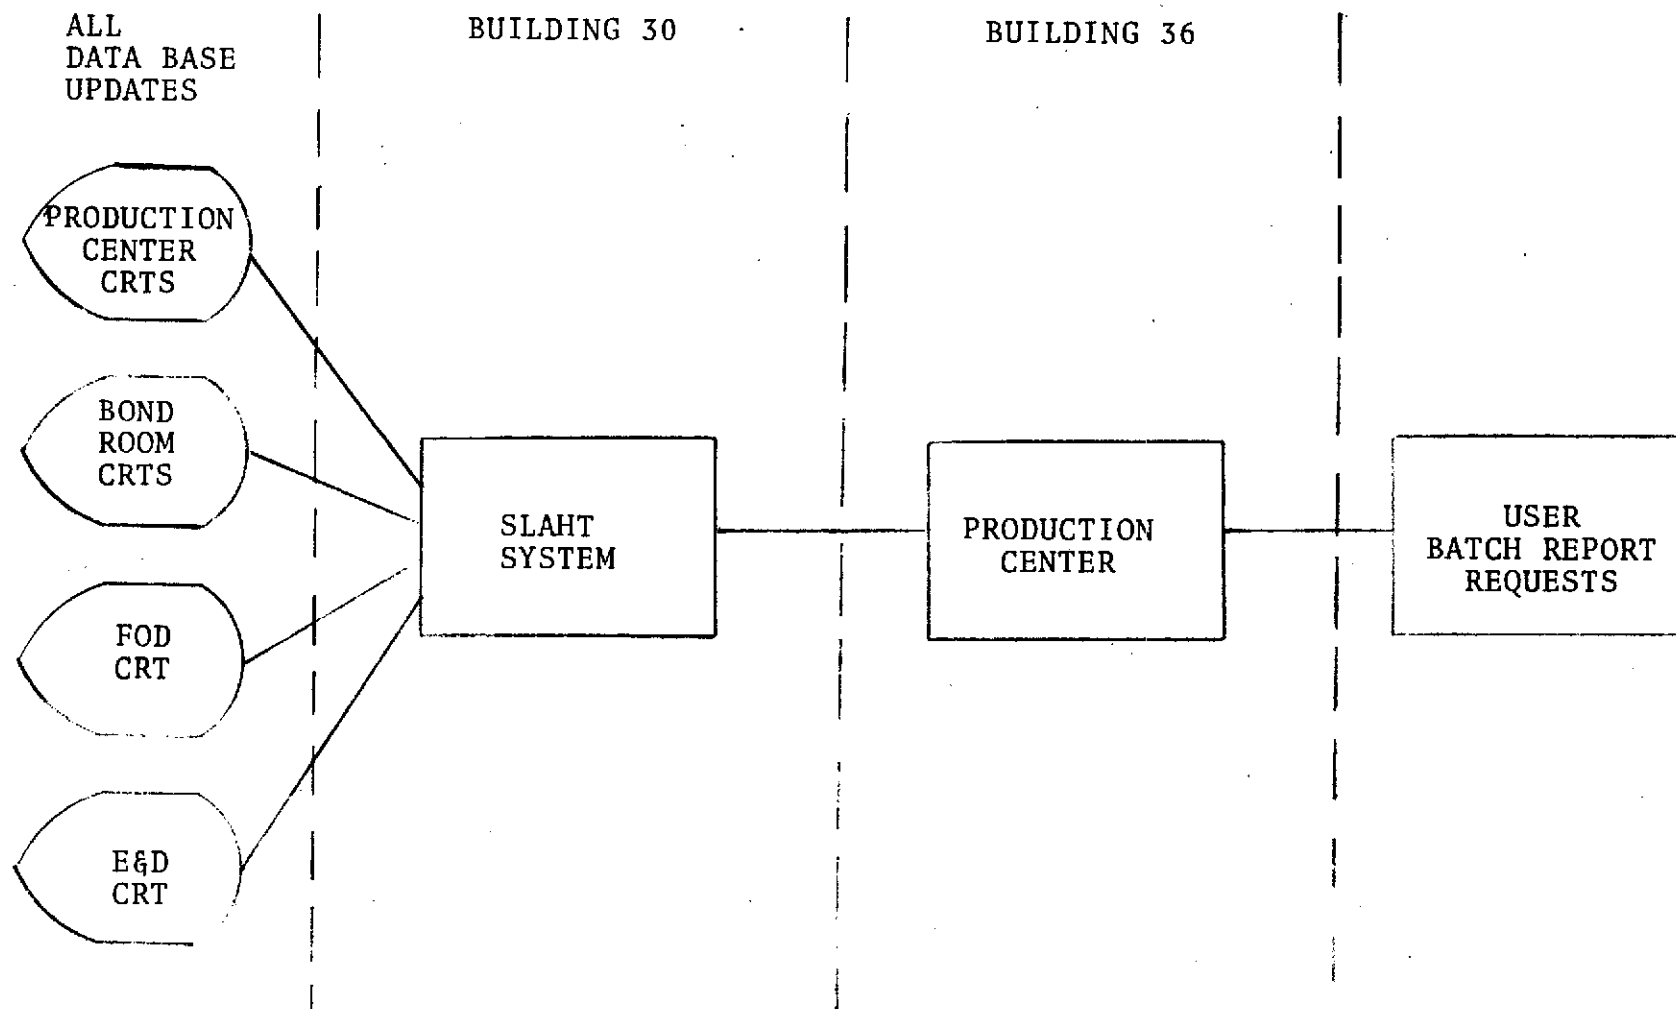 ALL
DATA BASE
UPDATES
BUILDING 30
BUILDING 36
PRODUCTION
CENTER
CRTS
BOND
ROOM
CRTS
FOD
CRT
E&D
CRT
SLAHT
SYSTEM
PRODUCTION
CENTER
USER
BATCH REPORT
REQUESTS